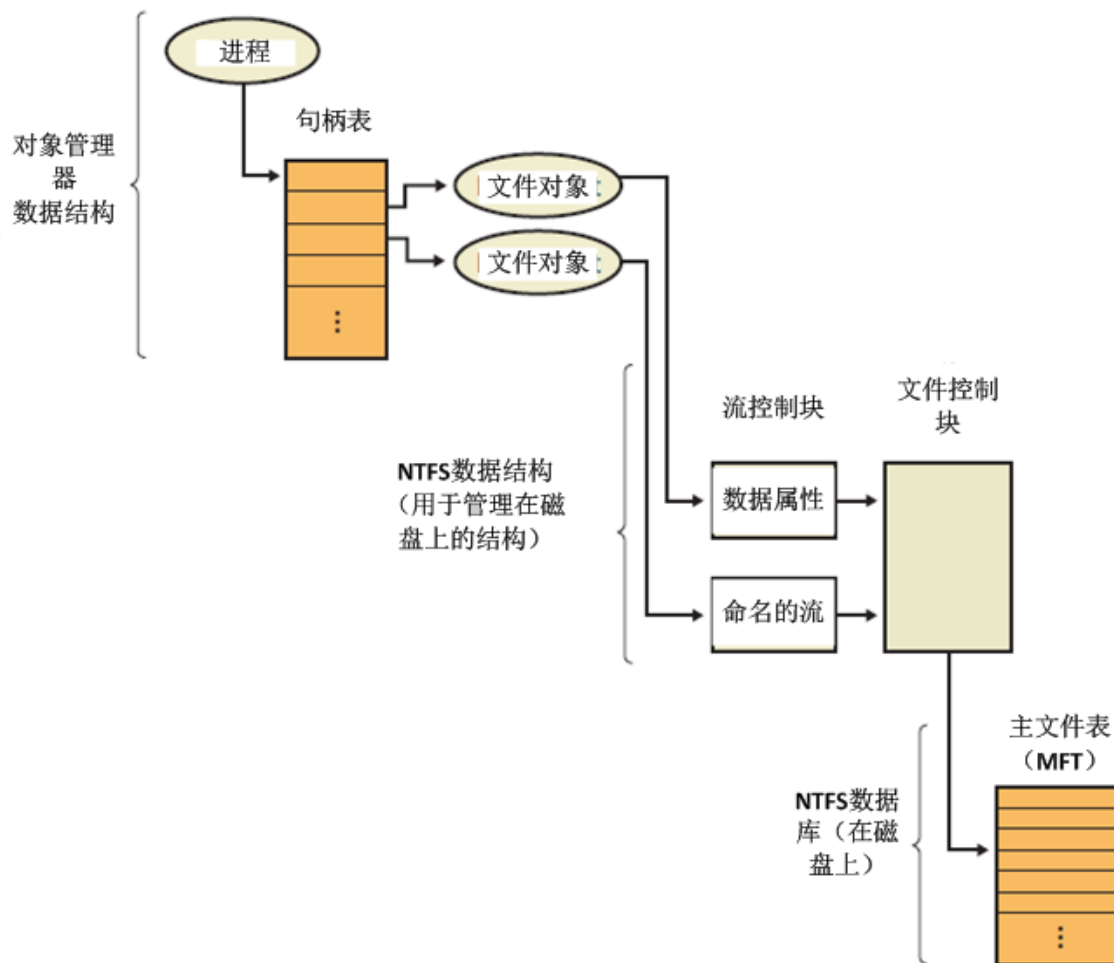 进程
句柄表
对象管理
器
数据结构
文件对象
文件对象
⋮
文件控制
块
流控制块
NTFS数据结构
（用于管理在磁
盘上的结构）
数据属性
命名的流
主文件表
（MFT）
NTFS数据
库（在磁
盘上）
⋮